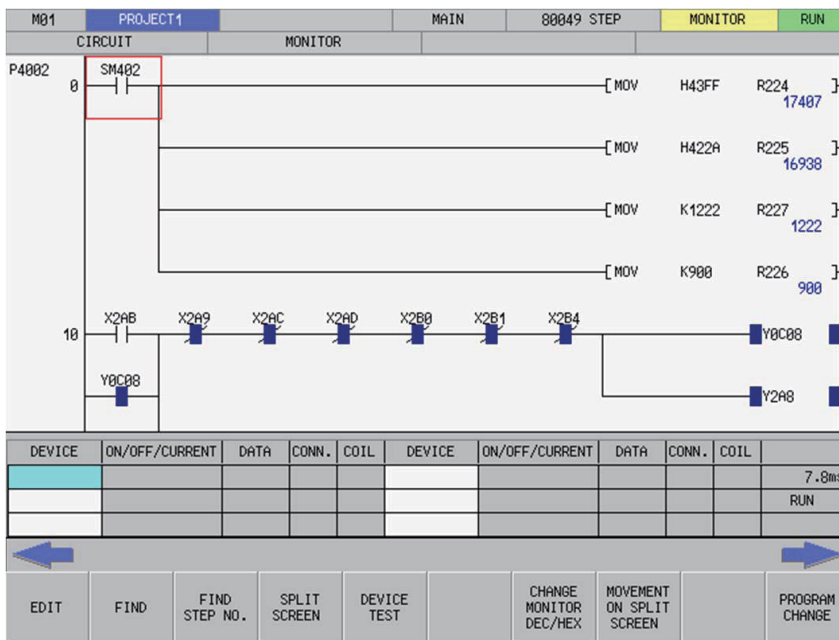 M01 PROJECT1 MAIN 80049 STEP MONITOR RUN
CIRCUIT MONITOR
P4002
0 SM402 MOV H43FF R224
17407
MOV H422A R225
16938
MOV K1222 R227
1222
MOV K900 R226
900
X2AB X2A9 X2AC X2AD X2B0 X2B1 X2B4
10 Y0C08
Y0C08
Y2A8
DEVICE ON/OFF/CURRENT DATA CONN. COIL DEVICE ON/OFF/CURRENT DATA CONN. COIL
7.8ms
RUN
EDIT FIND FIND STEP NO. SPLIT SCREEN DEVICE TEST CHANGE MONITOR DEC/HEX MOVEMENT ON SPLIT SCREEN PROGRAM CHANGE